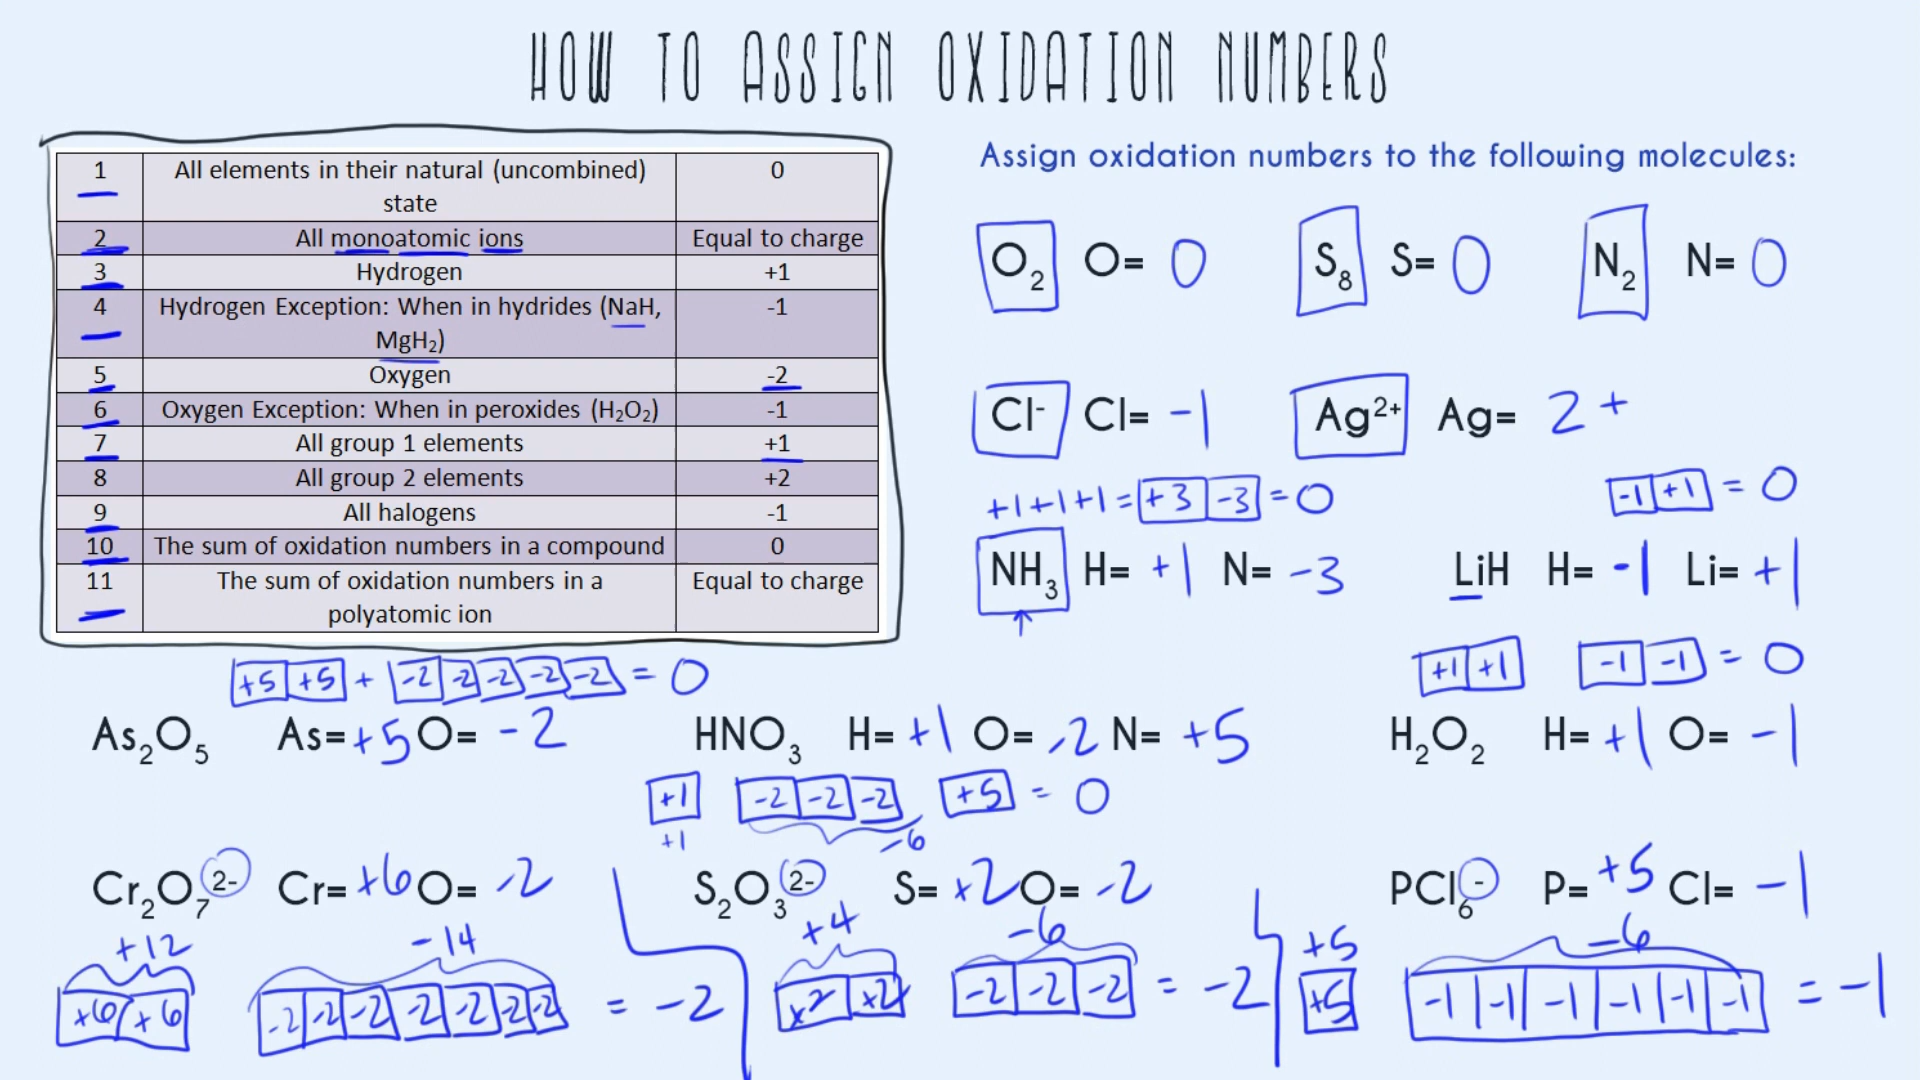 HOW TO ASSIGN OXIDATION NUMBERS
1 All elements in their natural (uncombined) state 0
2 All monoatomic ions Equal to charge
3 Hydrogen +1
4 Hydrogen Exception: When in hydrides (NaH, MgH₂) -1
5 Oxygen -2
6 Oxygen Exception: When in peroxides (H₂O₂) -1
7 All group 1 elements +1
8 All group 2 elements +2
9 All halogens -1
10 The sum of oxidation numbers in a compound 0
11 The sum of oxidation numbers in a polyatomic ion Equal to charge
Assign oxidation numbers to the following molecules:
O₂ O= 0 S₈ S= 0 N₂ N= 0
Cl⁻ Cl= -1 Ag²⁺ Ag= 2+
+1+1+1=+3 -3=0 -1 +1 = 0
NH₃ H= +1 N= -3 LiH H= -1 Li= +1
+5 +5 + -2 -2 -2 -2 -2 = 0 +1 +1 -1 -1 = 0
As₂O₅ As= +5 O= -2 HNO₃ H= +1 O= -2 N= +5 H₂O₂ H= +1 O= -1
+1 -2 -2 -2 +5 = 0
+1 -6
Cr₂O₇²⁻ Cr= +6 O= -2 S₂O₃²⁻ S= +2 O= -2 PCl₆⁻ P= +5 Cl= -1
+12 -14 +4 -6 +5 -6
+6 +6 -2 -2 -2 -2 -2 -2 -2 = -2 +2 +2 -2 -2 -2 = -2 +5 -1 -1 -1 -1 -1 -1 = -1